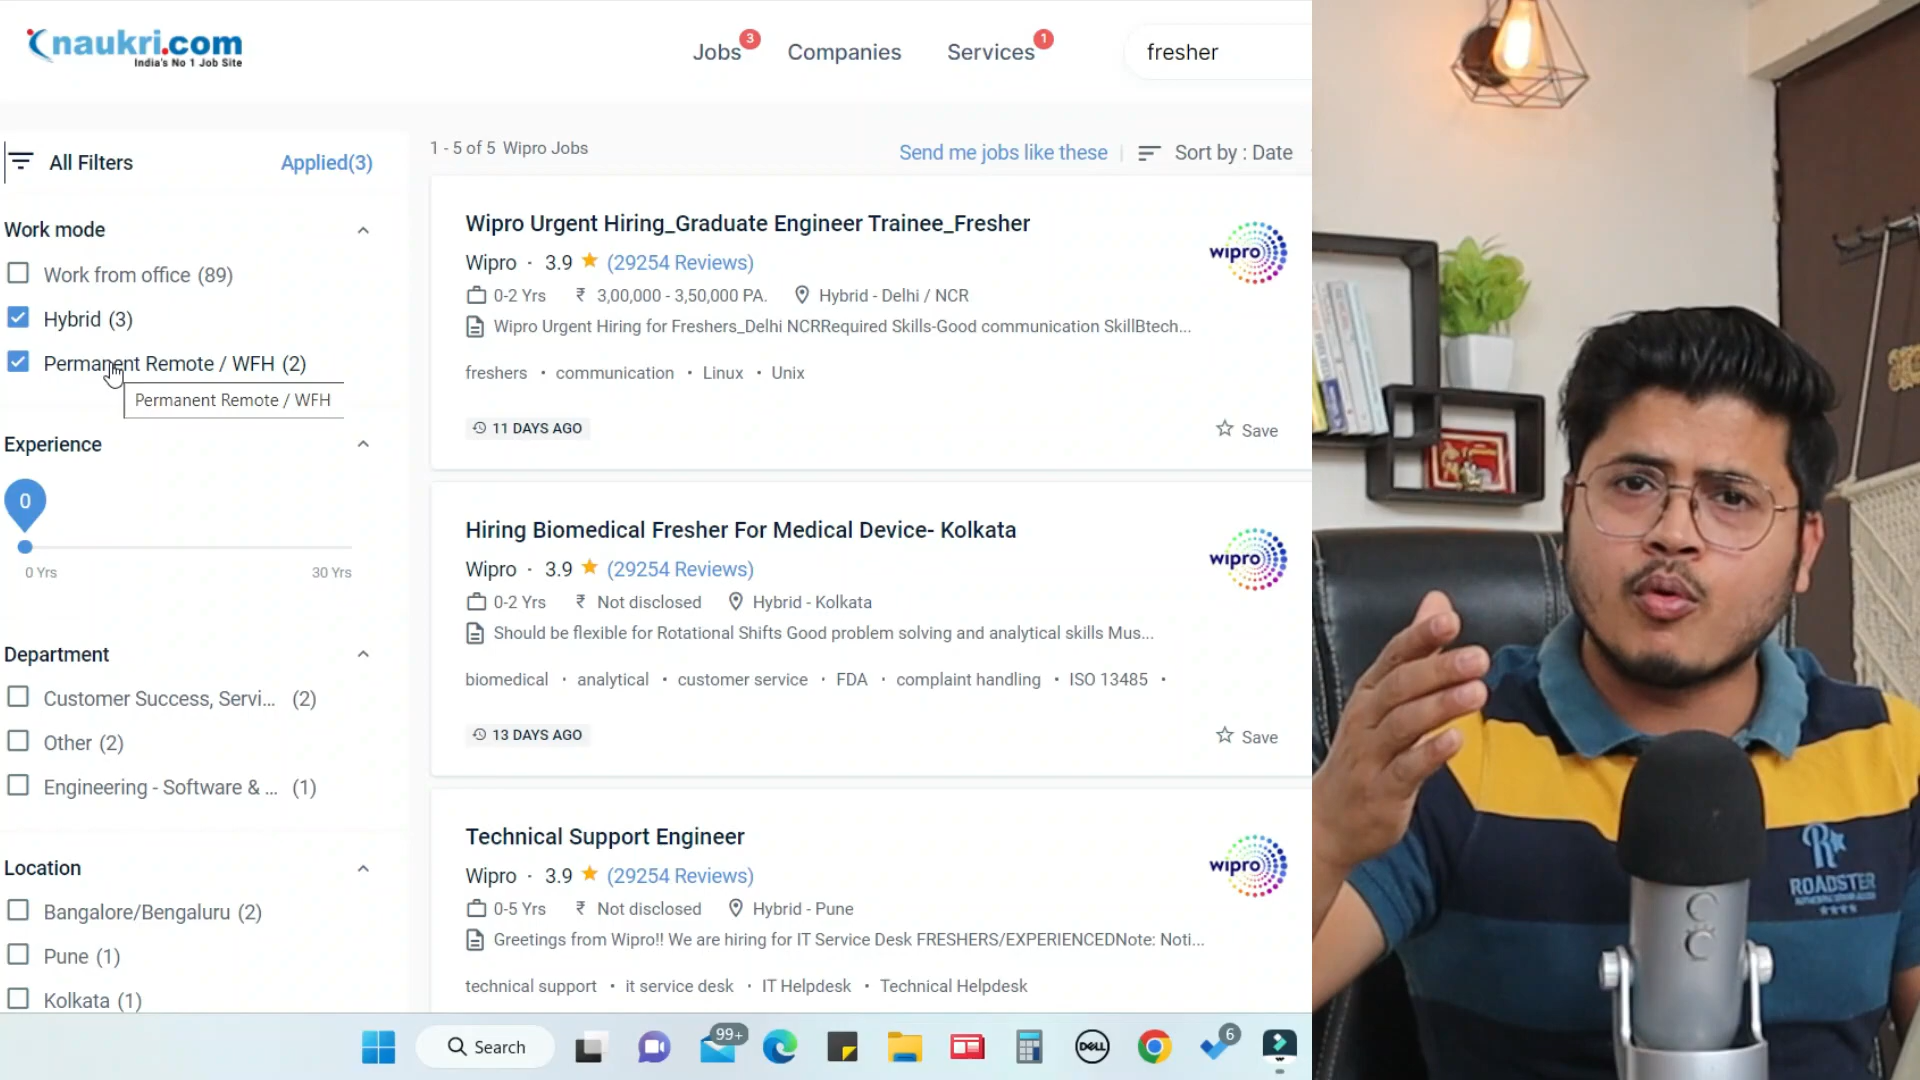 naukri.com
India's No 1 Job Site
Jobs 3
Companies
Services 1
fresher
All Filters
Applied(3)
Work mode
Work from office (89)
Hybrid (3)
Permanent Remote / WFH (2)
Permanent Remote / WFH
Experience
0
0 Yrs
30 Yrs
Department
Customer Success, Servi... (2)
Other (2)
Engineering - Software & ... (1)
Location
Bangalore/Bengaluru (2)
Pune (1)
Kolkata (1)
1 - 5 of 5 Wipro Jobs
Send me jobs like these
Sort by : Date
Wipro Urgent Hiring_Graduate Engineer Trainee_Fresher
Wipro · 3.9 (29254 Reviews)
0-2 Yrs ₹ 3,00,000 - 3,50,000 PA. Hybrid - Delhi / NCR
Wipro Urgent Hiring for Freshers_Delhi NCRRequired Skills-Good communication SkillBtech...
freshers • communication • Linux • Unix
11 DAYS AGO
Save
wipro
Hiring Biomedical Fresher For Medical Device- Kolkata
Wipro · 3.9 (29254 Reviews)
0-2 Yrs ₹ Not disclosed Hybrid - Kolkata
Should be flexible for Rotational Shifts Good problem solving and analytical skills Mus...
biomedical • analytical • customer service • FDA • complaint handling • ISO 13485 •
13 DAYS AGO
Save
wipro
Technical Support Engineer
Wipro · 3.9 (29254 Reviews)
0-5 Yrs ₹ Not disclosed Hybrid - Pune
Greetings from Wipro!! We are hiring for IT Service Desk FRESHERS/EXPERIENCEDNote: Noti...
technical support • it service desk • IT Helpdesk • Technical Helpdesk
wipro
Search
99+
DELL
6
R
ROADSTER